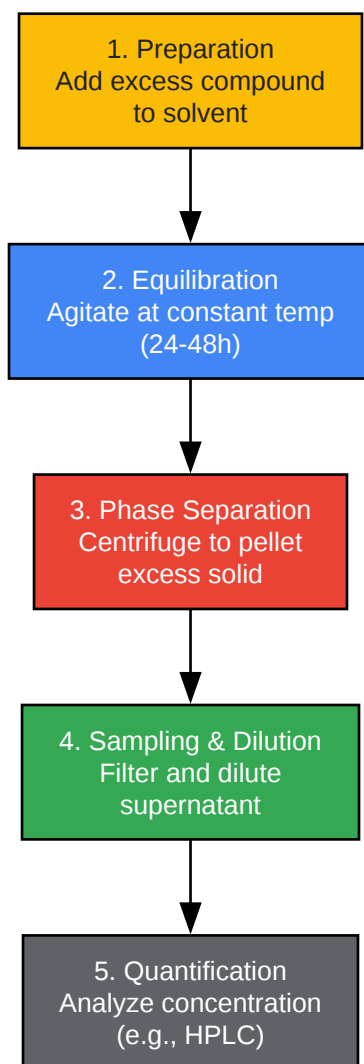 1. Preparation
Add excess compound
to solvent
2. Equilibration
Agitate at constant temp
(24-48h)
3. Phase Separation
Centrifuge to pellet
excess solid
4. Sampling & Dilution
Filter and dilute
supernatant
5. Quantification
Analyze concentration
(e.g., HPLC)